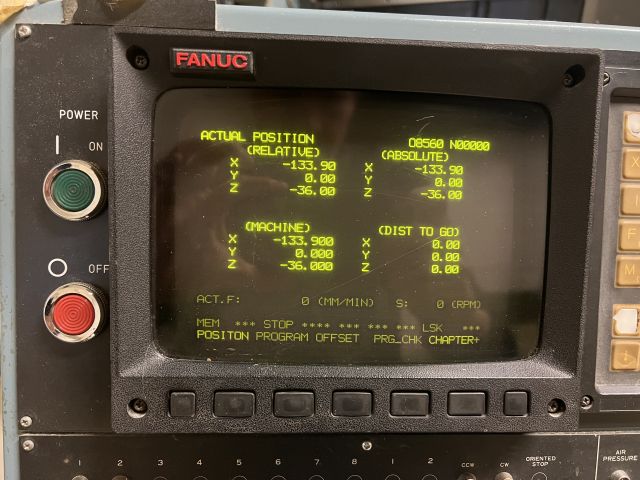 FANUC
POWER
ON
OFF
ACTUAL POSITION O8560 N00000
(RELATIVE) (ABSOLUTE)
X -133.90 X -133.90
Y 0.00 Y 0.00
Z -36.00 Z -36.00
(MACHINE) (DIST TO GO)
X -133.900 X 0.00
Y 0.000 Y 0.00
Z -36.000 Z 0.00
ACT.F: 0 (MM/MIN) S: 0 (RPM)
MEM *** STOP **** *** *** *** LSK ***
POSITON PROGRAM OFFSET PRG_CHK CHAPTER+
X
I
F
M
1 2 3 6 7 8 1 2 CCW CW ORIENTED STOP AIR PRESSURE